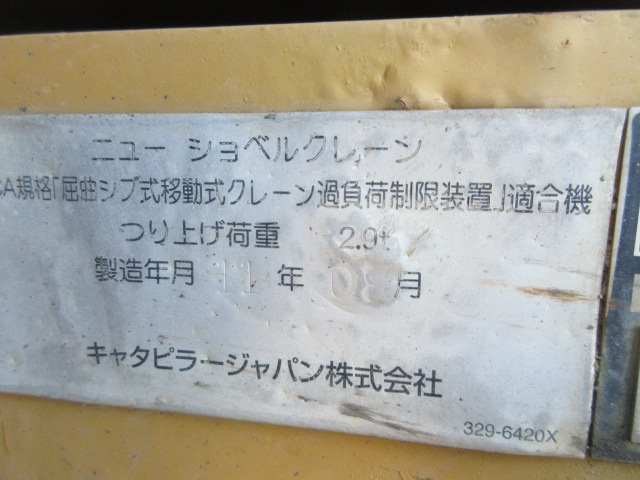 ニュー ショベルクレーン
CA規格「屈曲ジブ式移動式クレーン過負荷制限装置」適合機
つり上げ荷重 2.9t
製造年月 11 年 月
キャタピラージャパン株式会社
329-6420X